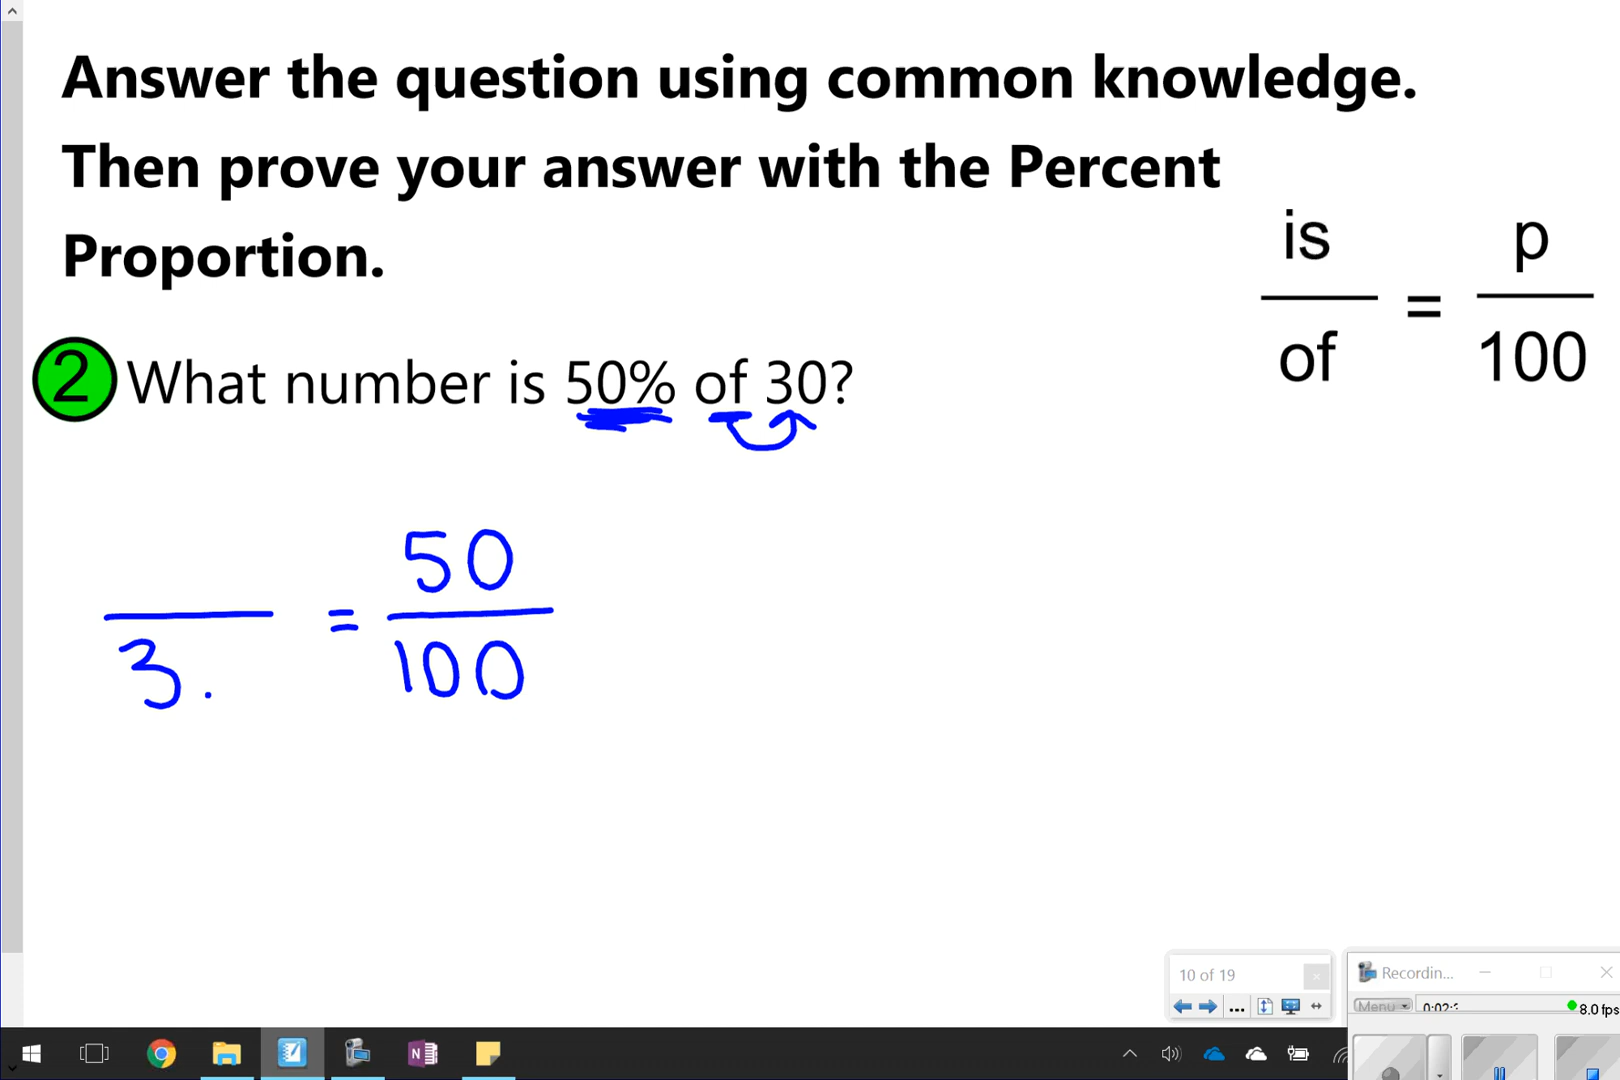 Answer the question using common knowledge.
Then prove your answer with the Percent
Proportion.
is
of
=
p
100
2 What number is 50% of 30?
50
=
3.
100
10 of 19
...
Recordin...
Menu
8.0 fps
N